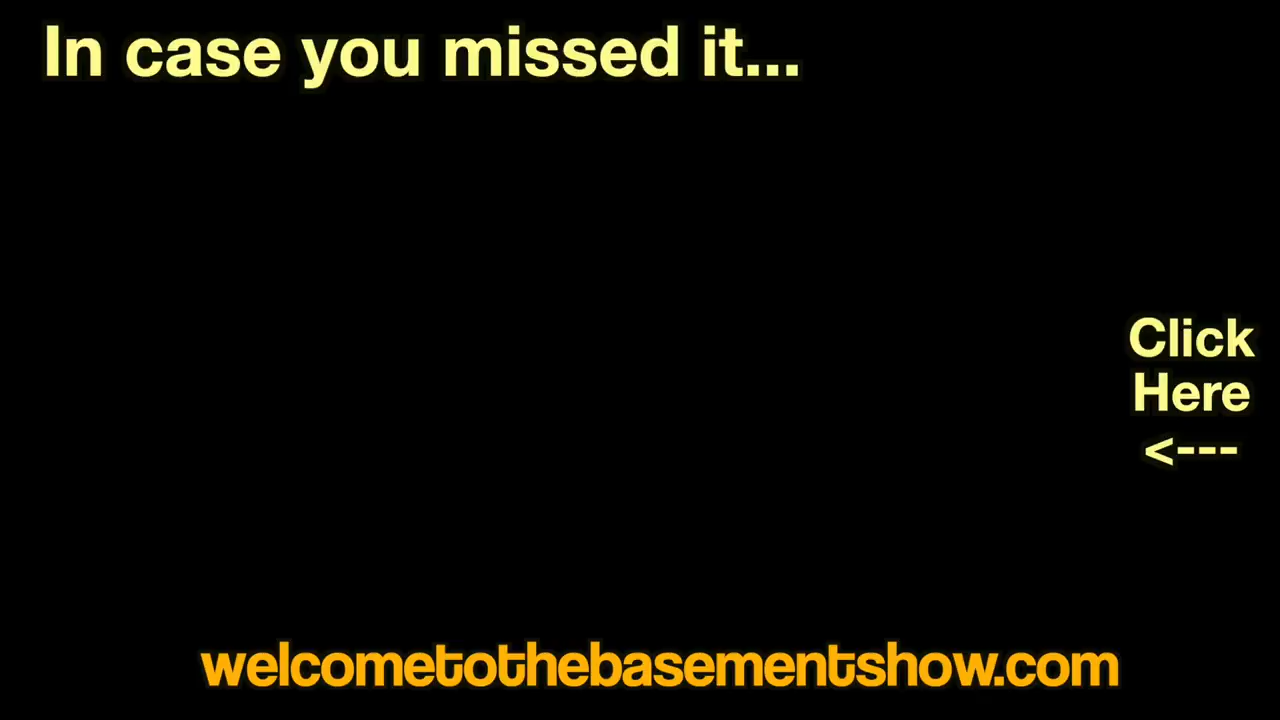 In case you missed it...
Click
Here
<---
welcometothebasementshow.com